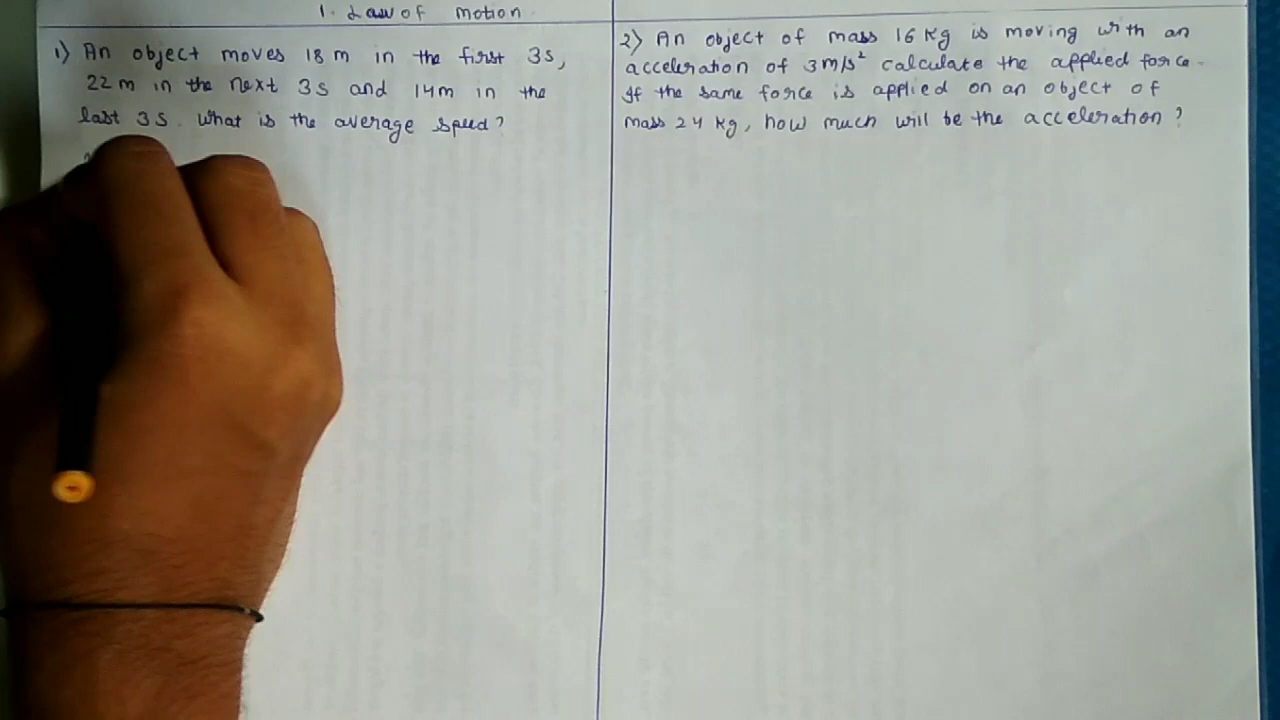 1. Law of motion
1) An object moves 18 m in the first 3s,
22 m in the next 3s and 14m in the
last 3s. What is the average speed?
2) An object of mass 16 kg is moving with an
acceleration of 3 m/s² calculate the applied force.
If the same force is applied on an object of
mass 24 kg, how much will be the acceleration?